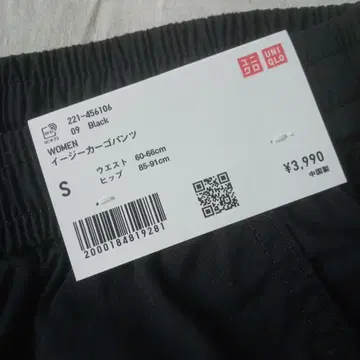 221-456106
09 Black
WOMEN
イージーカーゴパンツ
S
ウエスト 60-66cm
ヒップ 85-91cm
2000184819281
ユニ
クロ
UNI
QLO
¥3,990
中国製